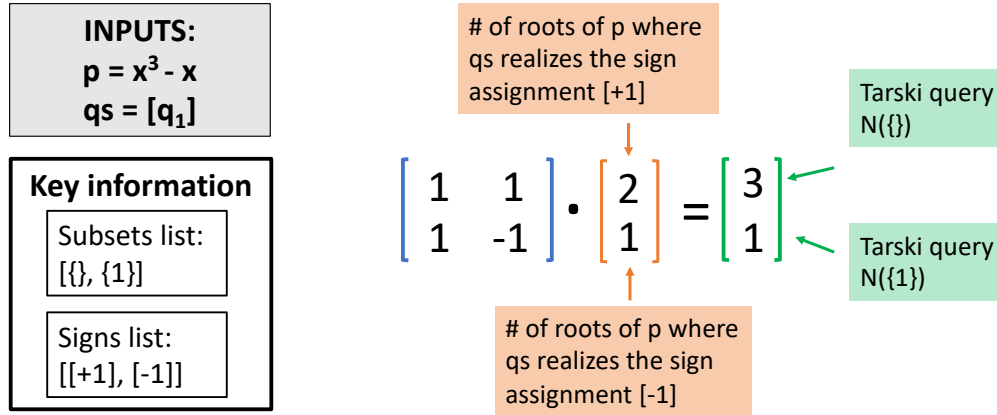 INPUTS:
p = x³ - x
qs = [q₁]
Key information
Subsets list:
[{}, {1}]
Signs list:
[[+1], [-1]]
# of roots of p where
qs realizes the sign
assignment [+1]
1 1
1 -1
·
2
1
=
3
1
# of roots of p where
qs realizes the sign
assignment [-1]
Tarski query
N({})
Tarski query
N({1})